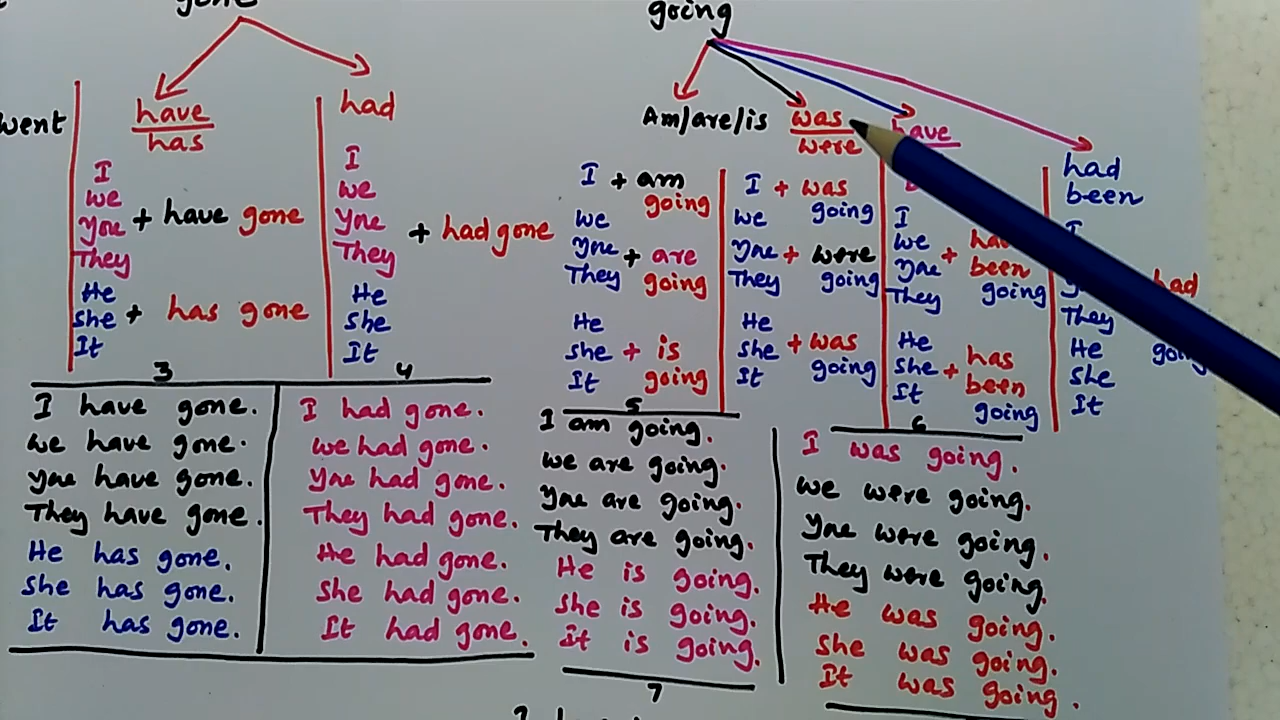 gone
going
went
have
has
had
Am/are/is
was
were
have
had
been
I
we
you
They
+ have gone
He
she
It
+ has gone
I
we
you
They
He
she
It
+ had gone
I + am
going
we
you
They
+ are
going
He
she
It
+ is
going
I + was
going
we
you
They
+ were
going
He
she
It
+ was
going
I
we
you
They
+
been
going
He
she
It
+ has
been
going
They
He
she
It
had
3
4
5
6
I have gone.
we have gone.
you have gone.
They have gone.
He has gone.
she has gone.
It has gone.
I had gone.
we had gone.
you had gone.
They had gone.
He had gone.
she had gone.
It had gone.
I am going.
we are going.
you are going.
They are going.
He is going.
she is going.
It is going.
7
I was going.
we were going.
you were going.
They were going.
He was going.
she was going.
It was going.